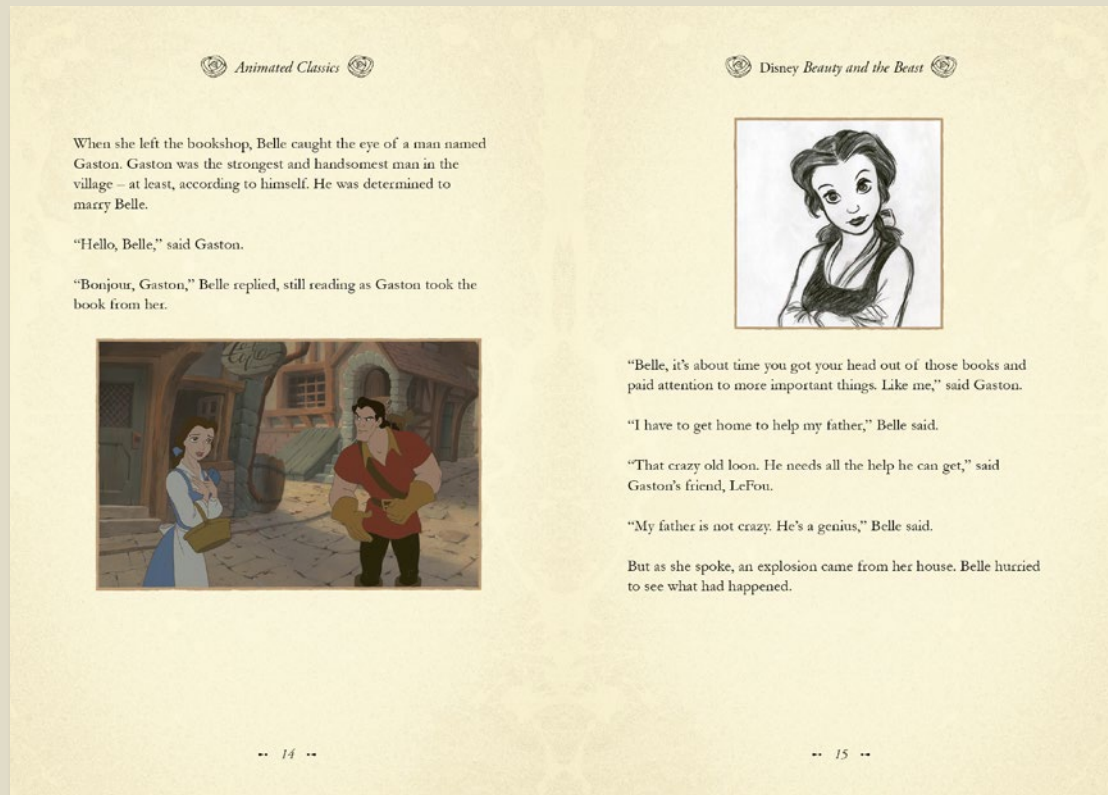 Animated Classics
When she left the bookshop, Belle caught the eye of a man named
Gaston. Gaston was the strongest and handsomest man in the
village – at least, according to himself. He was determined to
marry Belle.
“Hello, Belle,” said Gaston.
“Bonjour, Gaston,” Belle replied, still reading as Gaston took the
book from her.
14
Disney Beauty and the Beast
“Belle, it’s about time you got your head out of those books and
paid attention to more important things. Like me,” said Gaston.
“I have to get home to help my father,” Belle said.
“That crazy old loon. He needs all the help he can get,” said
Gaston’s friend, LeFou.
“My father is not crazy. He’s a genius,” Belle said.
But as she spoke, an explosion came from her house. Belle hurried
to see what had happened.
15